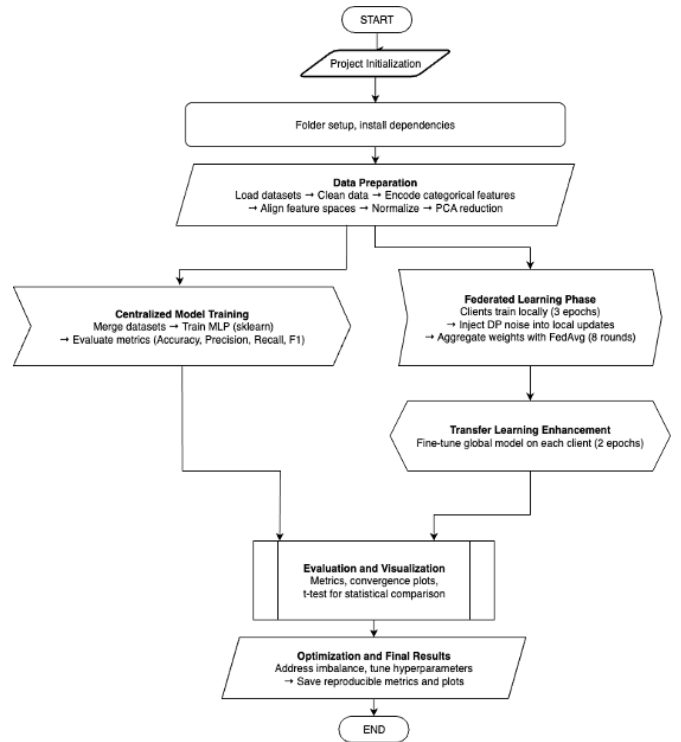 START
Project Initialization
Folder setup, install dependencies
Data Preparation
Load datasets → Clean data → Encode categorical features
→ Align feature spaces → Normalize → PCA reduction
Centralized Model Training
Merge datasets → Train MLP (sklearn)
→ Evaluate metrics (Accuracy, Precision, Recall, F1)
Federated Learning Phase
Clients train locally (3 epochs)
→ Inject DP noise into local updates
→ Aggregate weights with FedAvg (8 rounds)
Transfer Learning Enhancement
Fine-tune global model on each client (2 epochs)
Evaluation and Visualization
Metrics, convergence plots,
t-test for statistical comparison
Optimization and Final Results
Address imbalance, tune hyperparameters
→ Save reproducible metrics and plots
END